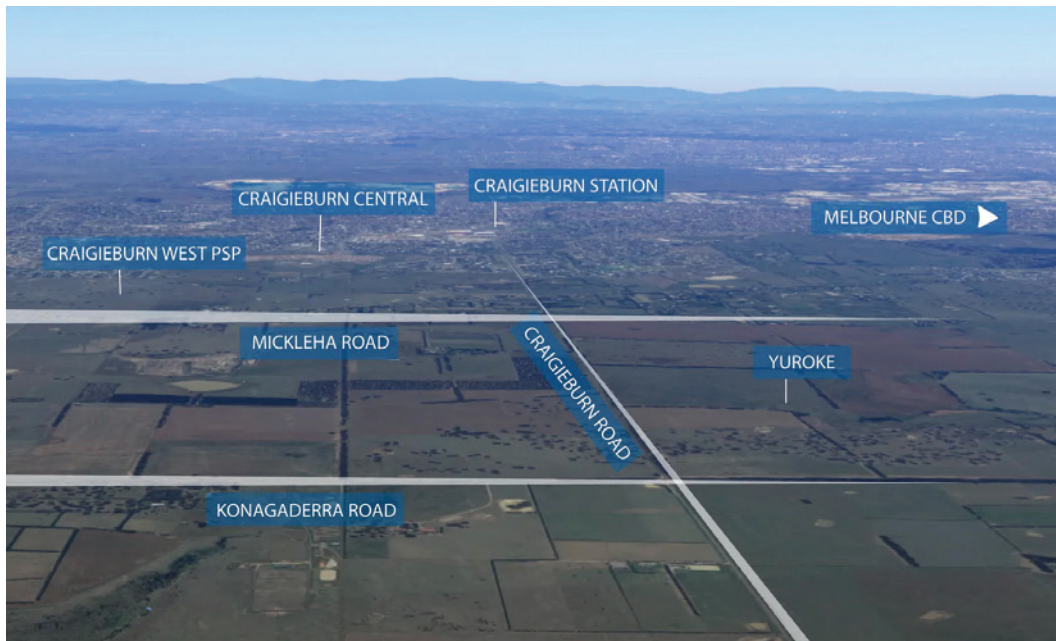 CRAIGIEBURN STATION
CRAIGIEBURN CENTRAL
MELBOURNE CBD
CRAIGIEBURN WEST PSP
MICKLEHA ROAD
CRAIGIEBURN ROAD
YUROKE
KONAGADERRA ROAD